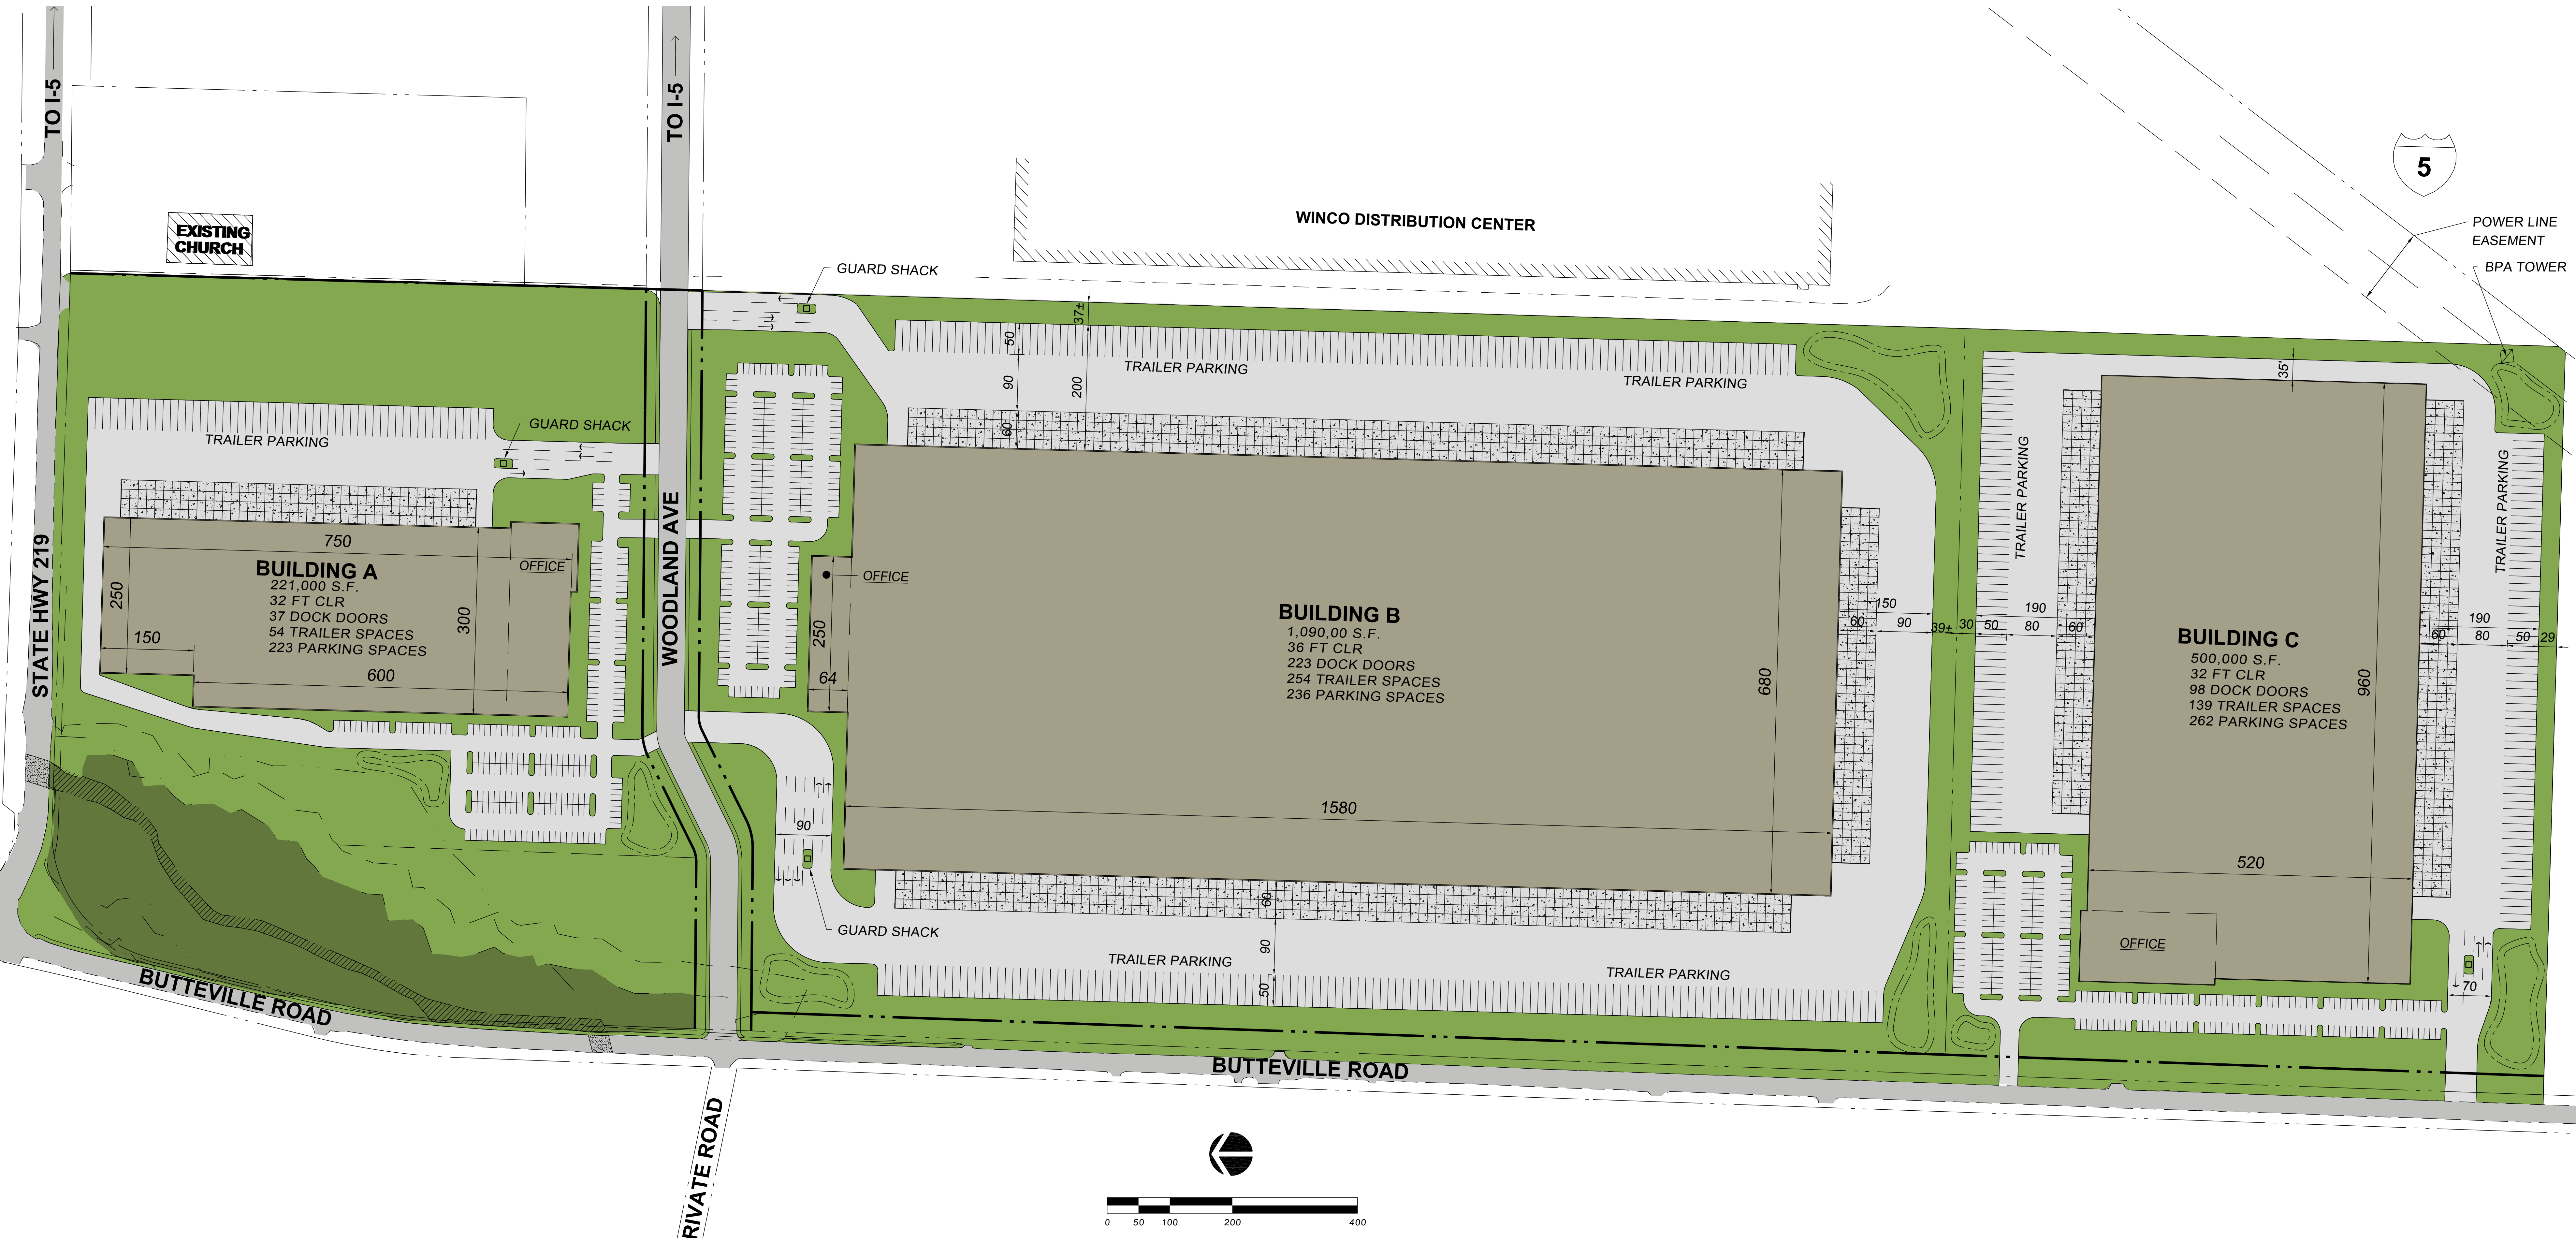 TO I-5
TO I-5
5
POWER LINE
EASEMENT
BPA TOWER
EXISTING
CHURCH
WINCO DISTRIBUTION CENTER
GUARD SHACK
37±
50
90
200
60
TRAILER PARKING
TRAILER PARKING
35'
TRAILER PARKING
GUARD SHACK
TRAILER PARKING
TRAILER PARKING
STATE HWY 219
WOODLAND AVE
750
OFFICE
BUILDING A
221,000 S.F.
32 FT CLR
37 DOCK DOORS
54 TRAILER SPACES
223 PARKING SPACES
250
300
150
600
OFFICE
250
64
BUILDING B
1,090,00 S.F.
36 FT CLR
223 DOCK DOORS
254 TRAILER SPACES
236 PARKING SPACES
680
1580
150
60
90
39±
30
190
50
80
60
BUILDING C
500,000 S.F.
32 FT CLR
98 DOCK DOORS
139 TRAILER SPACES
262 PARKING SPACES
960
190
60
80
50
29
520
OFFICE
70
90
GUARD SHACK
60
90
50
TRAILER PARKING
TRAILER PARKING
BUTTEVILLE ROAD
BUTTEVILLE ROAD
RIVATE ROAD
0 50 100 200 400